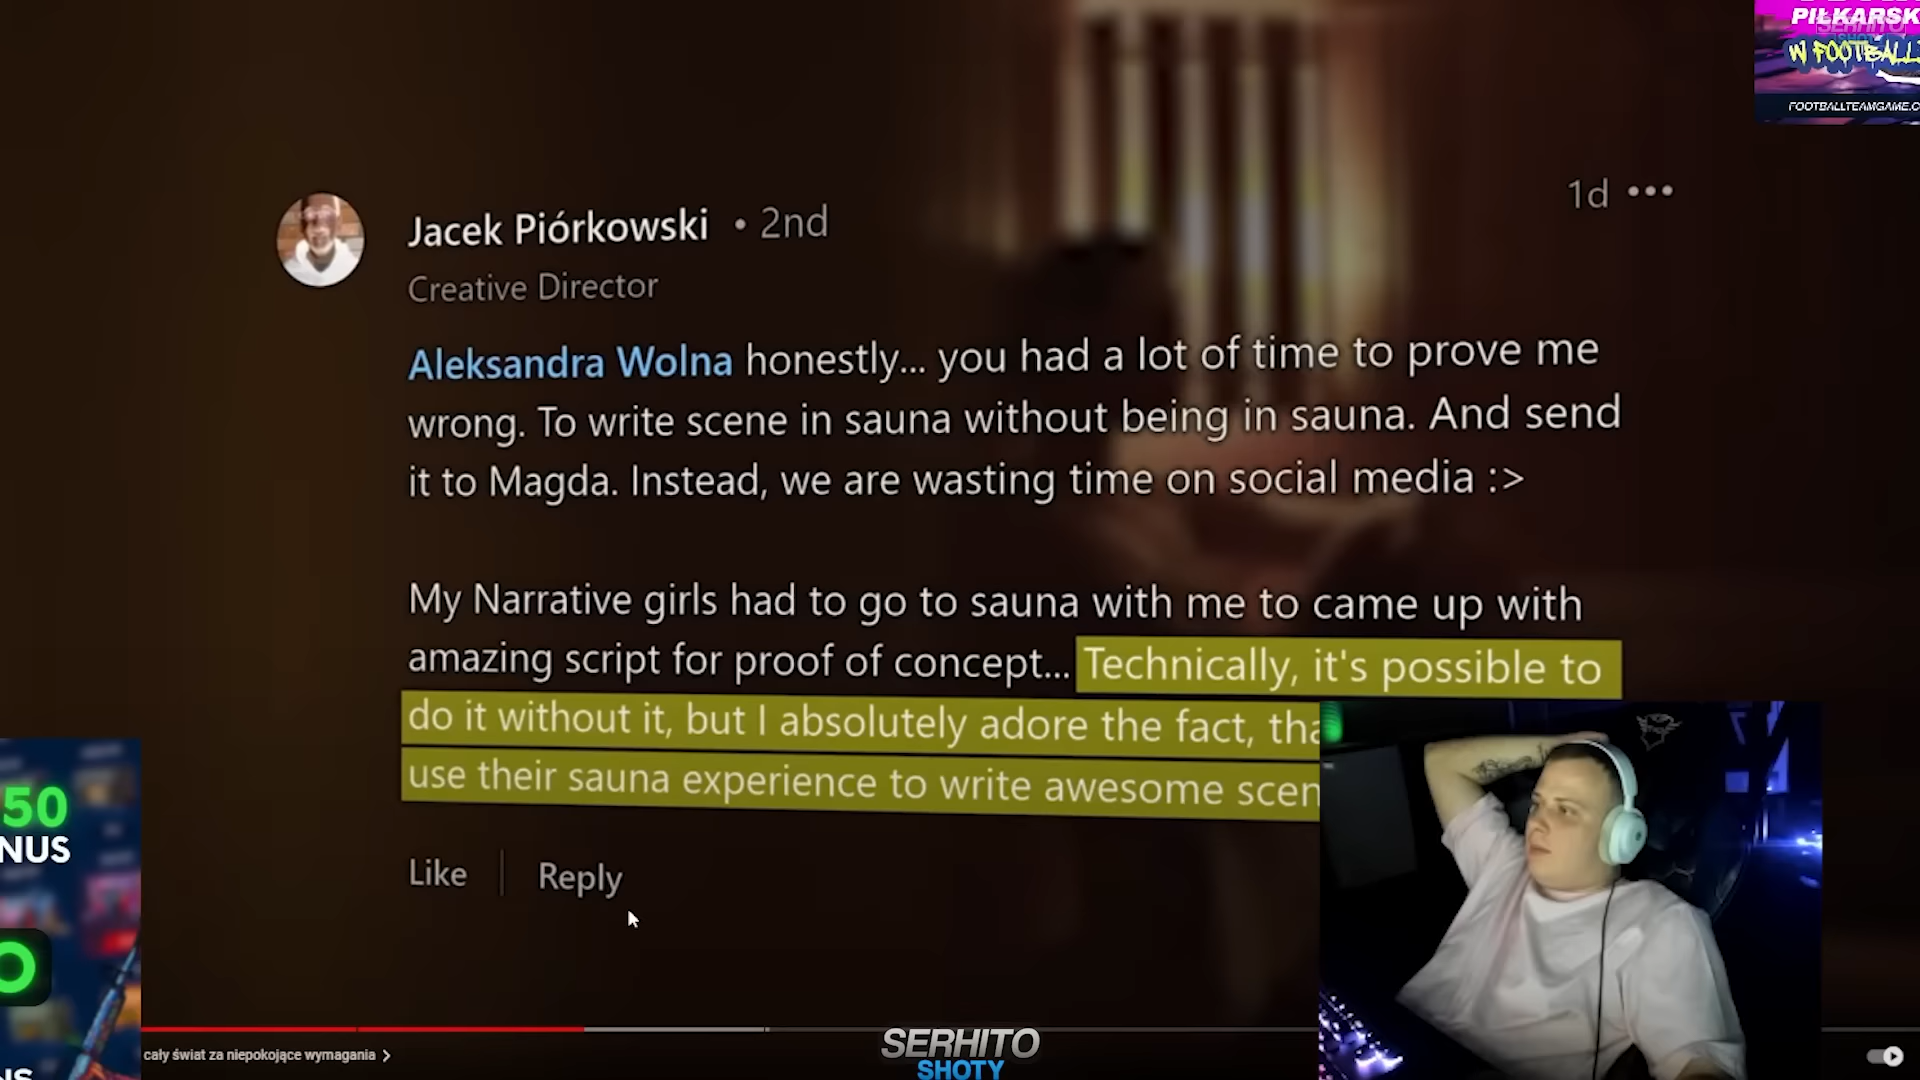 PIŁKARSK
W FOOTBALL
FOOTBALLTEAMGAME.C
Jacek Piórkowski • 2nd
1d •••
Creative Director
Aleksandra Wolna honestly... you had a lot of time to prove me
wrong. To write scene in sauna without being in sauna. And send
it to Magda. Instead, we are wasting time on social media :>
My Narrative girls had to go to sauna with me to came up with
amazing script for proof of concept... Technically, it's possible to
do it without it, but I absolutely adore the fact, tha
use their sauna experience to write awesome scen
Like
Reply
50
NUS
O
cały świat za niepokojące wymagania
SERHITO
SHOTY